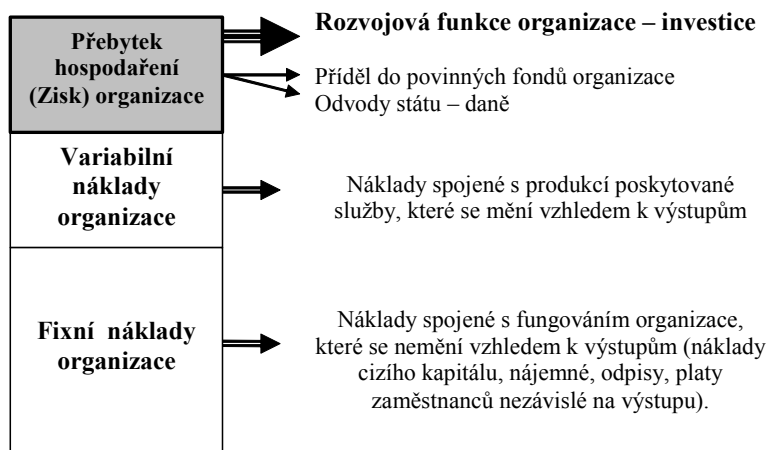 Přebytek
hospodaření
(Zisk) organizace
Rozvojová funkce organizace – investice
Příděl do povinných fondů organizace
Odvody státu – daně
Variabilní
náklady
organizace
Náklady spojené s produkcí poskytované
služby, které se mění vzhledem k výstupům
Fixní náklady
organizace
Náklady spojené s fungováním organizace,
které se nemění vzhledem k výstupům (náklady
cizího kapitálu, nájemné, odpisy, platy
zaměstnanců nezávislé na výstupu).